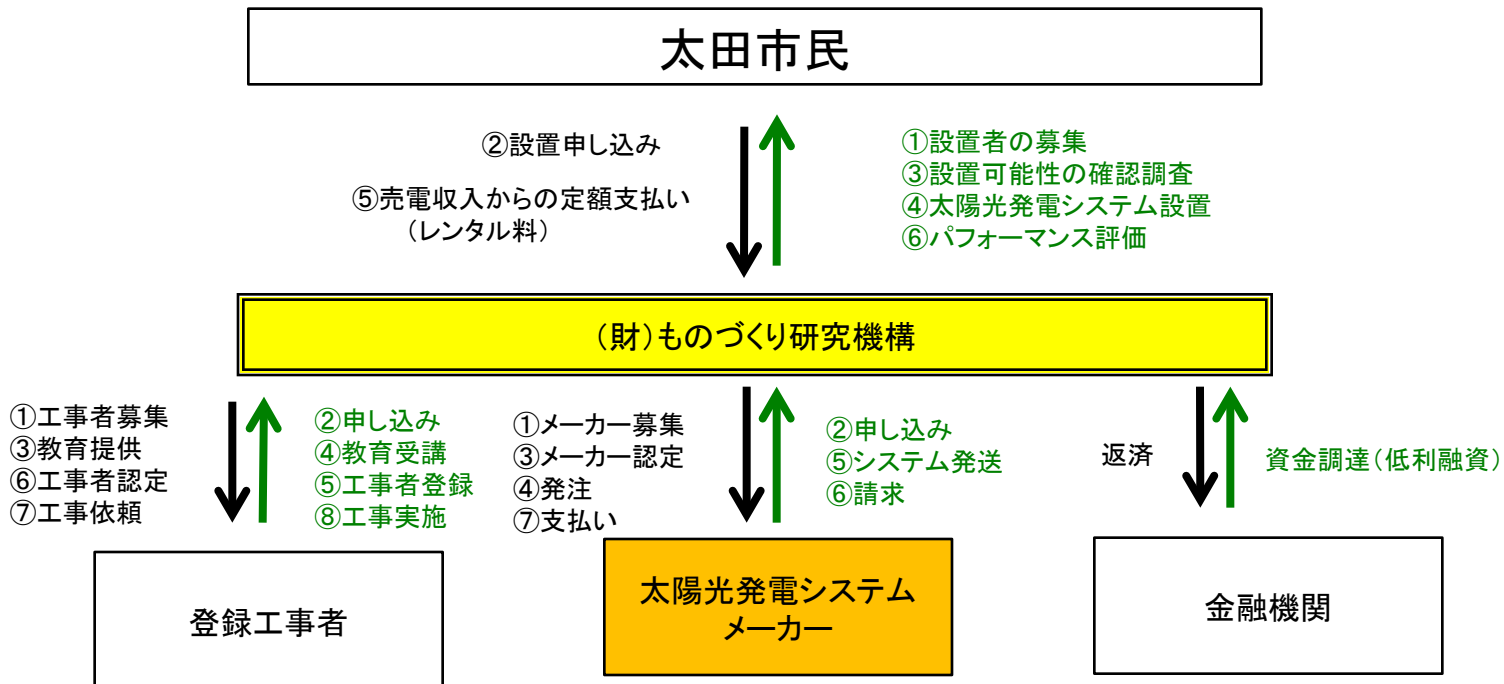 太田市民
②設置申し込み
⑤売電収入からの定額支払い
（レンタル料）
①設置者の募集
③設置可能性の確認調査
④太陽光発電システム設置
⑥パフォーマンス評価
（財）ものづくり研究機構
①工事者募集
③教育提供
⑥工事者認定
⑦工事依頼
②申し込み
④教育受講
⑤工事者登録
⑧工事実施
①メーカー募集
③メーカー認定
④発注
⑦支払い
②申し込み
⑤システム発送
⑥請求
返済
資金調達（低利融資）
登録工事者
太陽光発電システム
メーカー
金融機関